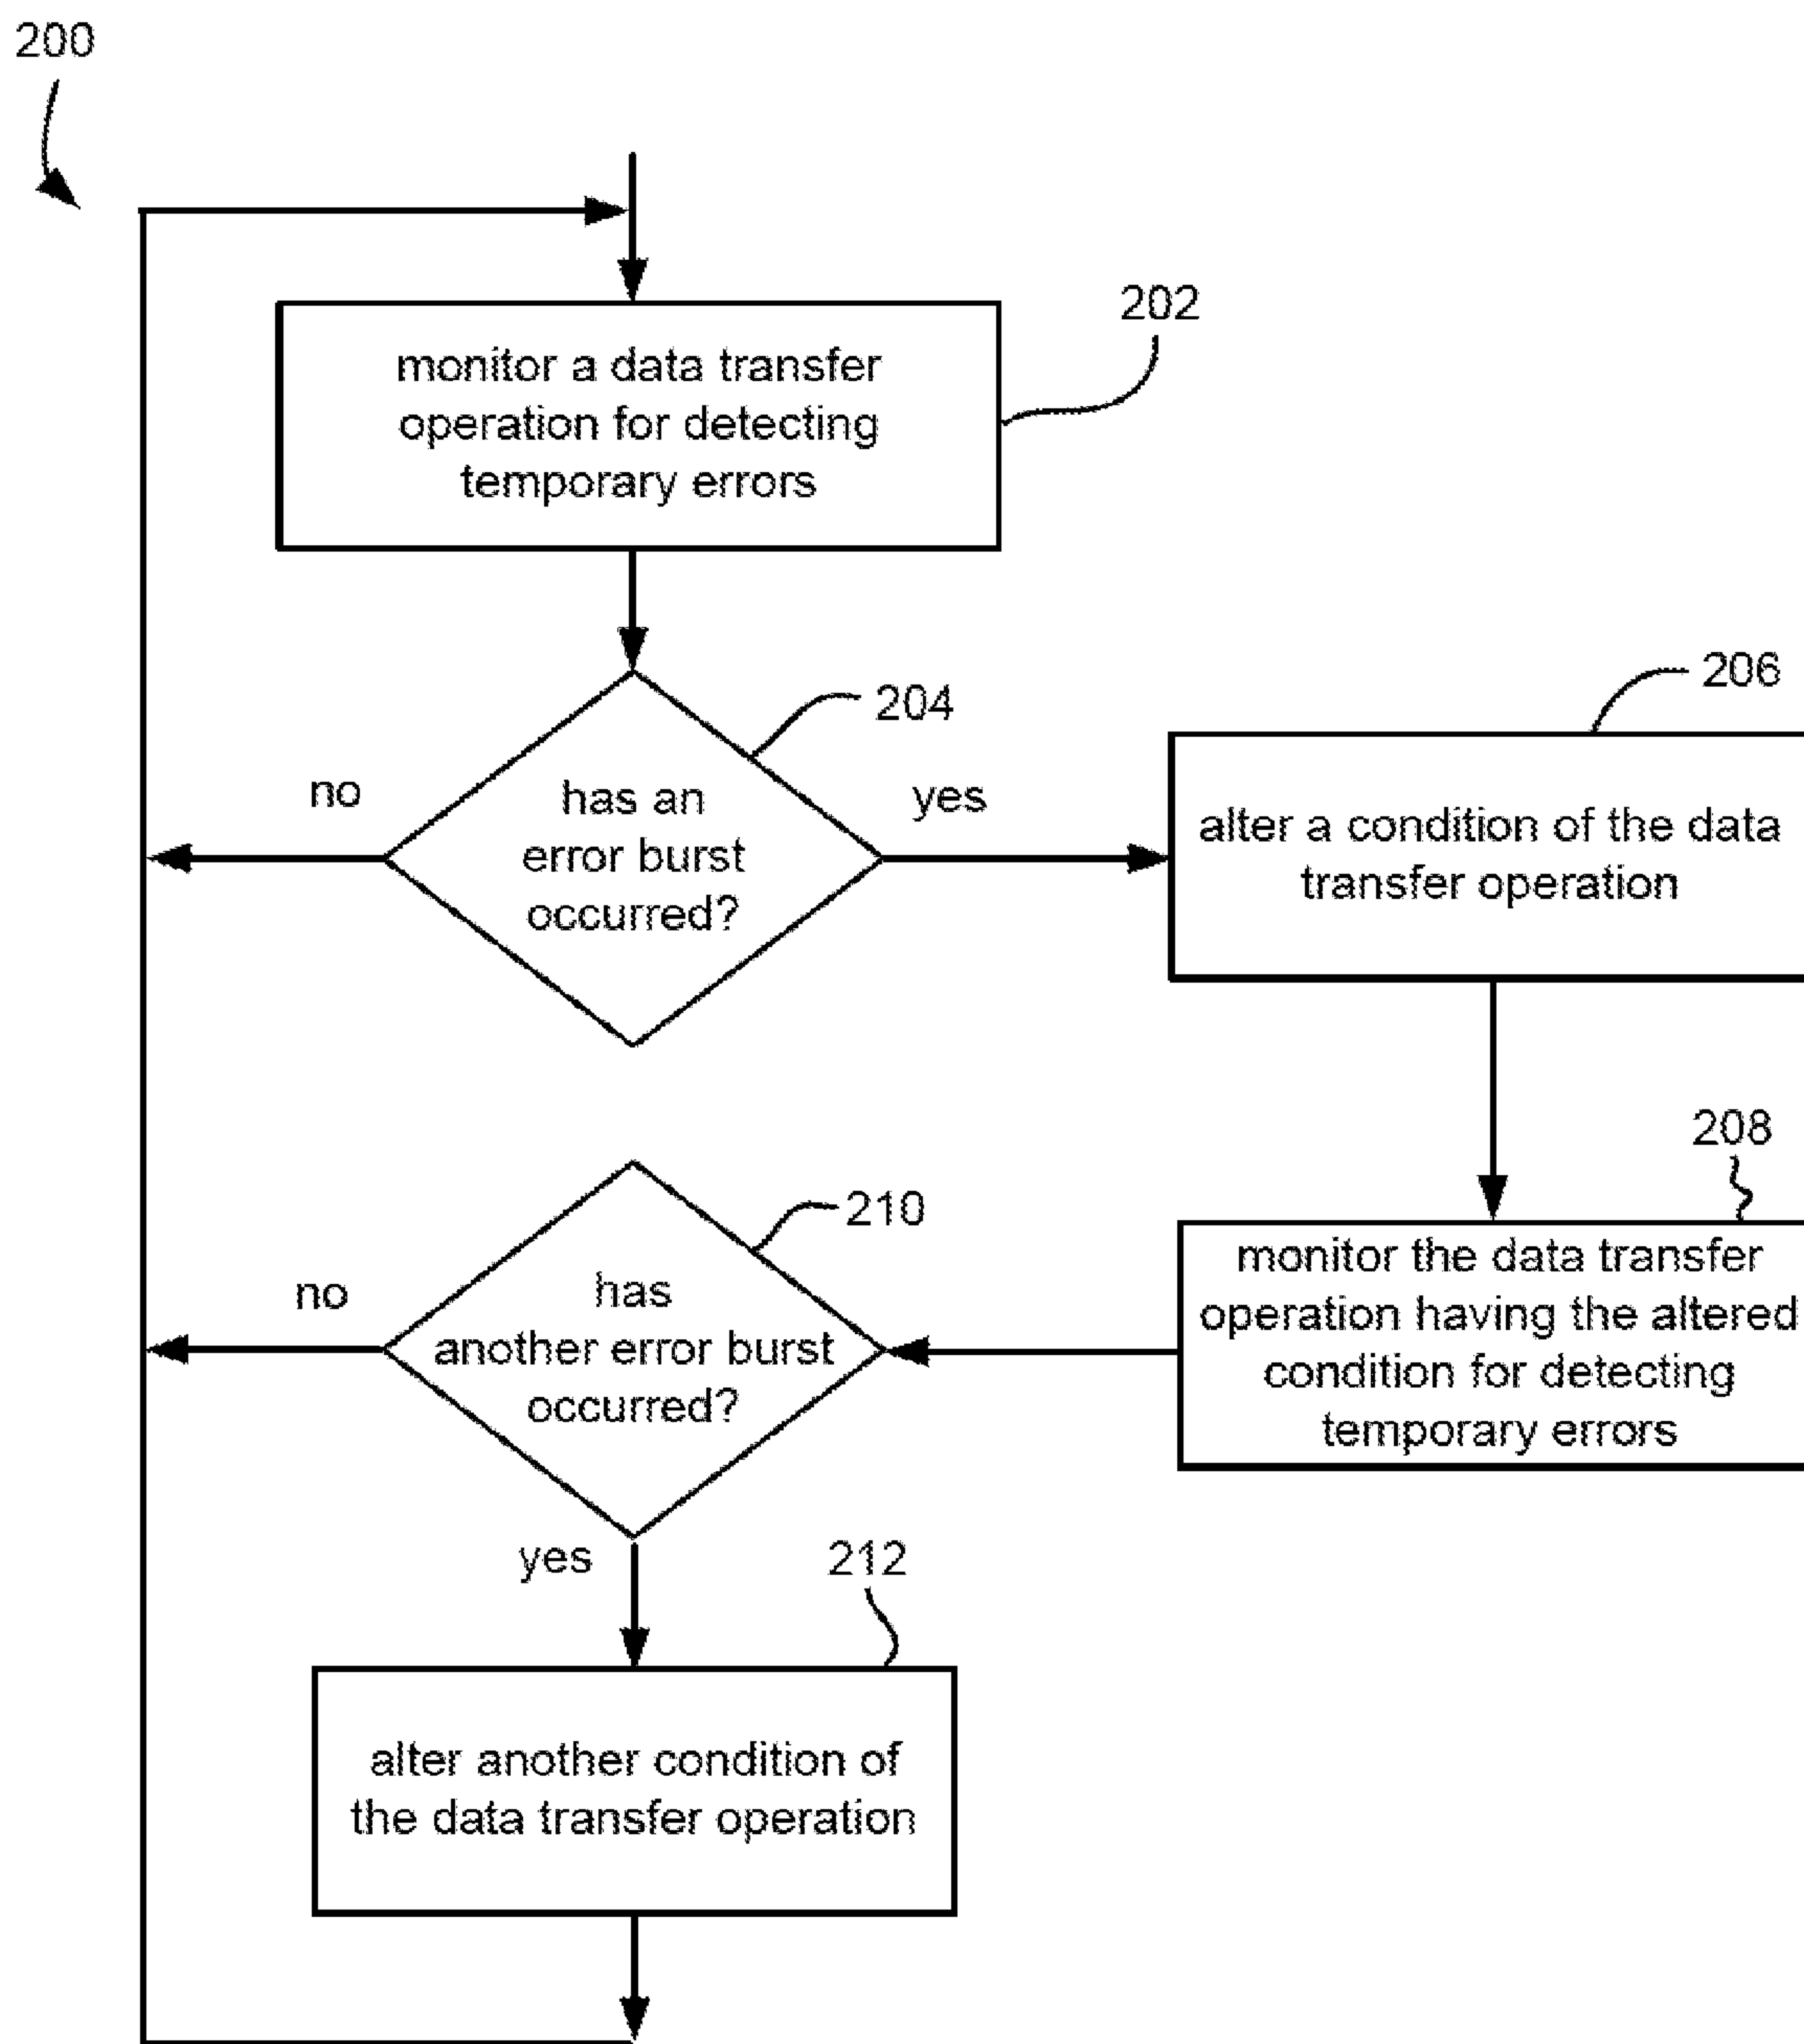 200
202
monitor a data transfer
operation for detecting
temporary errors
204
206
no
has an
error burst
occurred?
yes
alter a condition of the data
transfer operation
208
210
monitor the data transfer
operation having the altered
condition for detecting
temporary errors
no
has
another error burst
occurred?
yes
212
alter another condition of
the data transfer operation